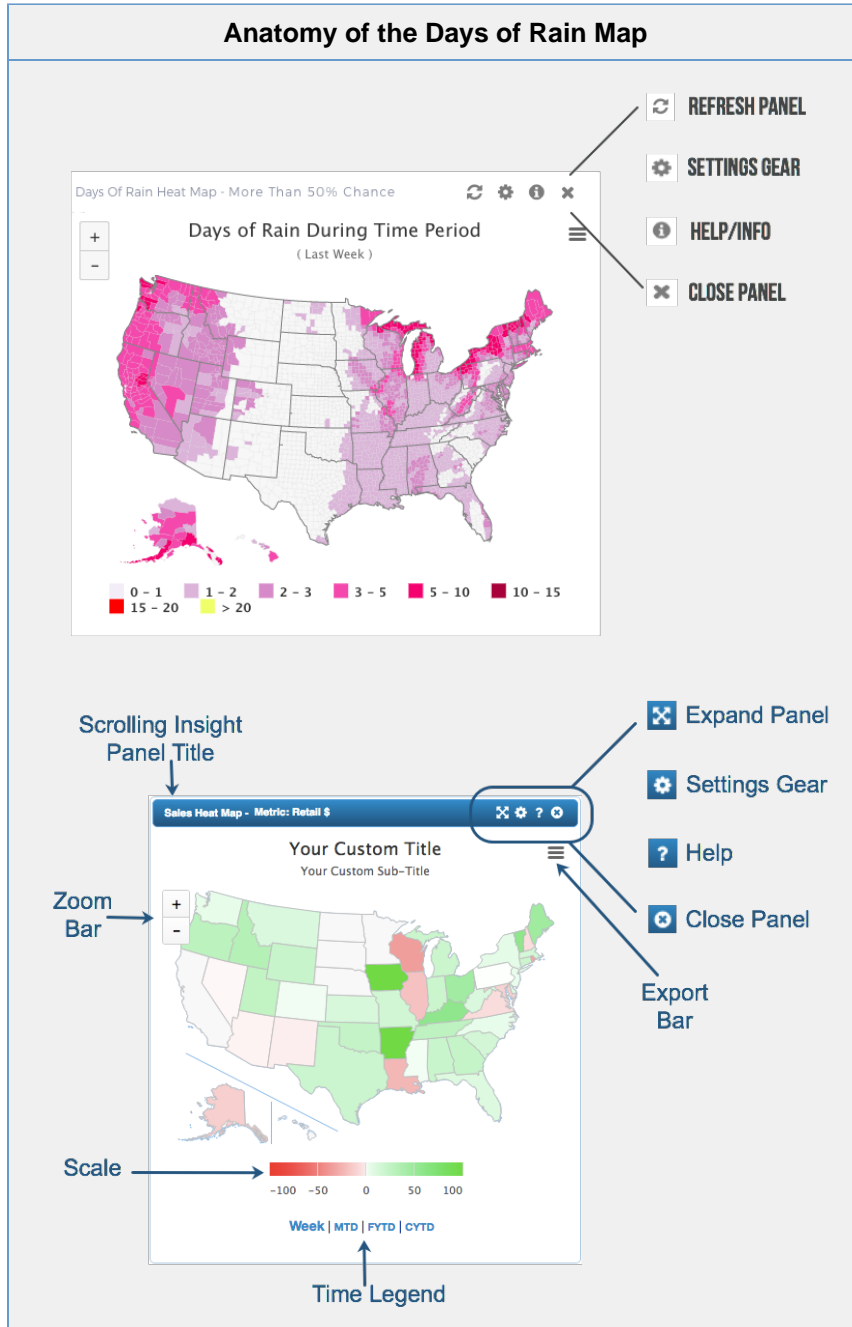 Anatomy of the Days of Rain Map
REFRESH PANEL
SETTINGS GEAR
HELP/INFO
CLOSE PANEL
Days Of Rain Heat Map - More Than 50% Chance
+
−
Days of Rain During Time Period
( Last Week )
0 - 1
1 - 2
2 - 3
3 - 5
5 - 10
10 - 15
15 - 20
> 20
Scrolling Insight
Panel Title
Expand Panel
Settings Gear
? Help
Close Panel
Sales Heat Map - Metric: Retail $
?
Your Custom Title
Your Custom Sub-Title
Zoom
Bar
+
-
Export
Bar
Scale
-100 -50 0 50 100
Week | MTD | FYTD | CYTD
Time Legend